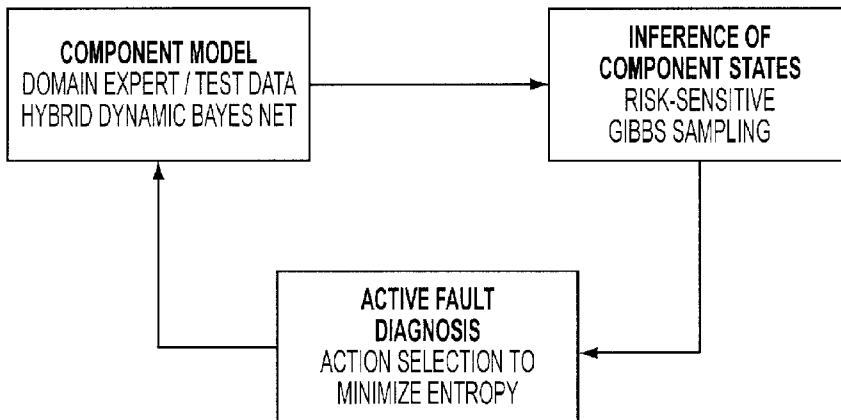 COMPONENT MODEL
DOMAIN EXPERT / TEST DATA
HYBRID DYNAMIC BAYES NET
INFERENCE OF
COMPONENT STATES
RISK-SENSITIVE
GIBBS SAMPLING
ACTIVE FAULT
DIAGNOSIS
ACTION SELECTION TO
MINIMIZE ENTROPY